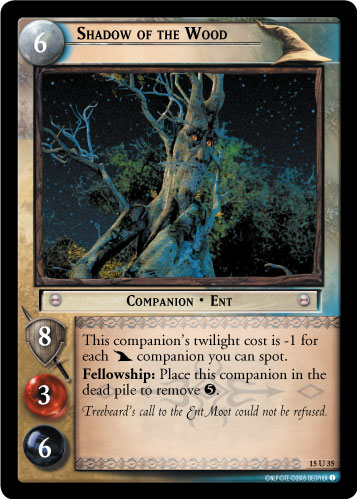 6
Shadow of the Wood
Companion • Ent
8
This companion's twilight cost is -1 for
each companion you can spot.
3
Fellowship: Place this companion in the
dead pile to remove 5.
6
Treebeard's call to the Ent Moot could not be refused.
15 U 35